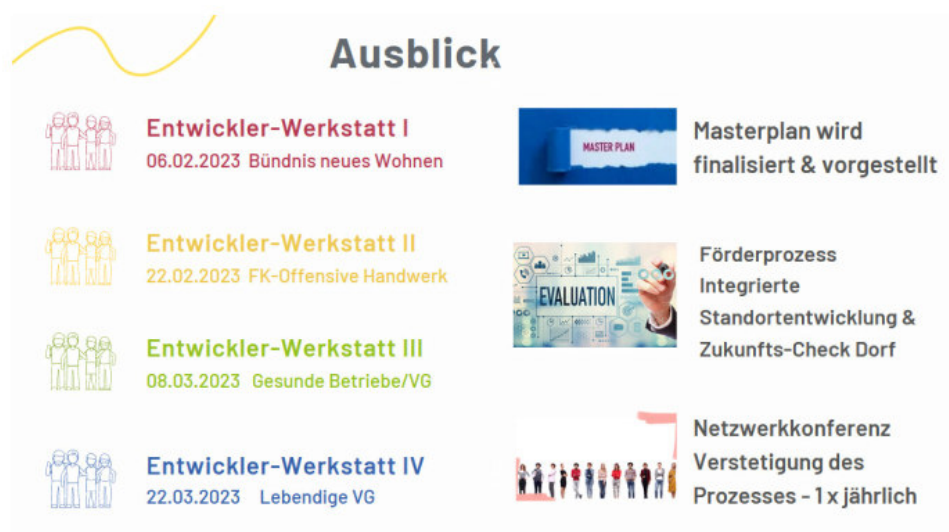 Ausblick
Entwickler-Werkstatt I
06.02.2023 Bündnis neues Wohnen
Entwickler-Werkstatt II
22.02.2023 FK-Offensive Handwerk
Entwickler-Werkstatt III
08.03.2023 Gesunde Betriebe/VG
Entwickler-Werkstatt IV
22.03.2023 Lebendige VG
MASTER PLAN
Masterplan wird
finalisiert & vorgestellt
EVALUATION
Förderprozess
Integrierte
Standortentwicklung &
Zukunfts-Check Dorf
Netzwerkkonferenz
Verstetigung des
Prozesses - 1 x jährlich